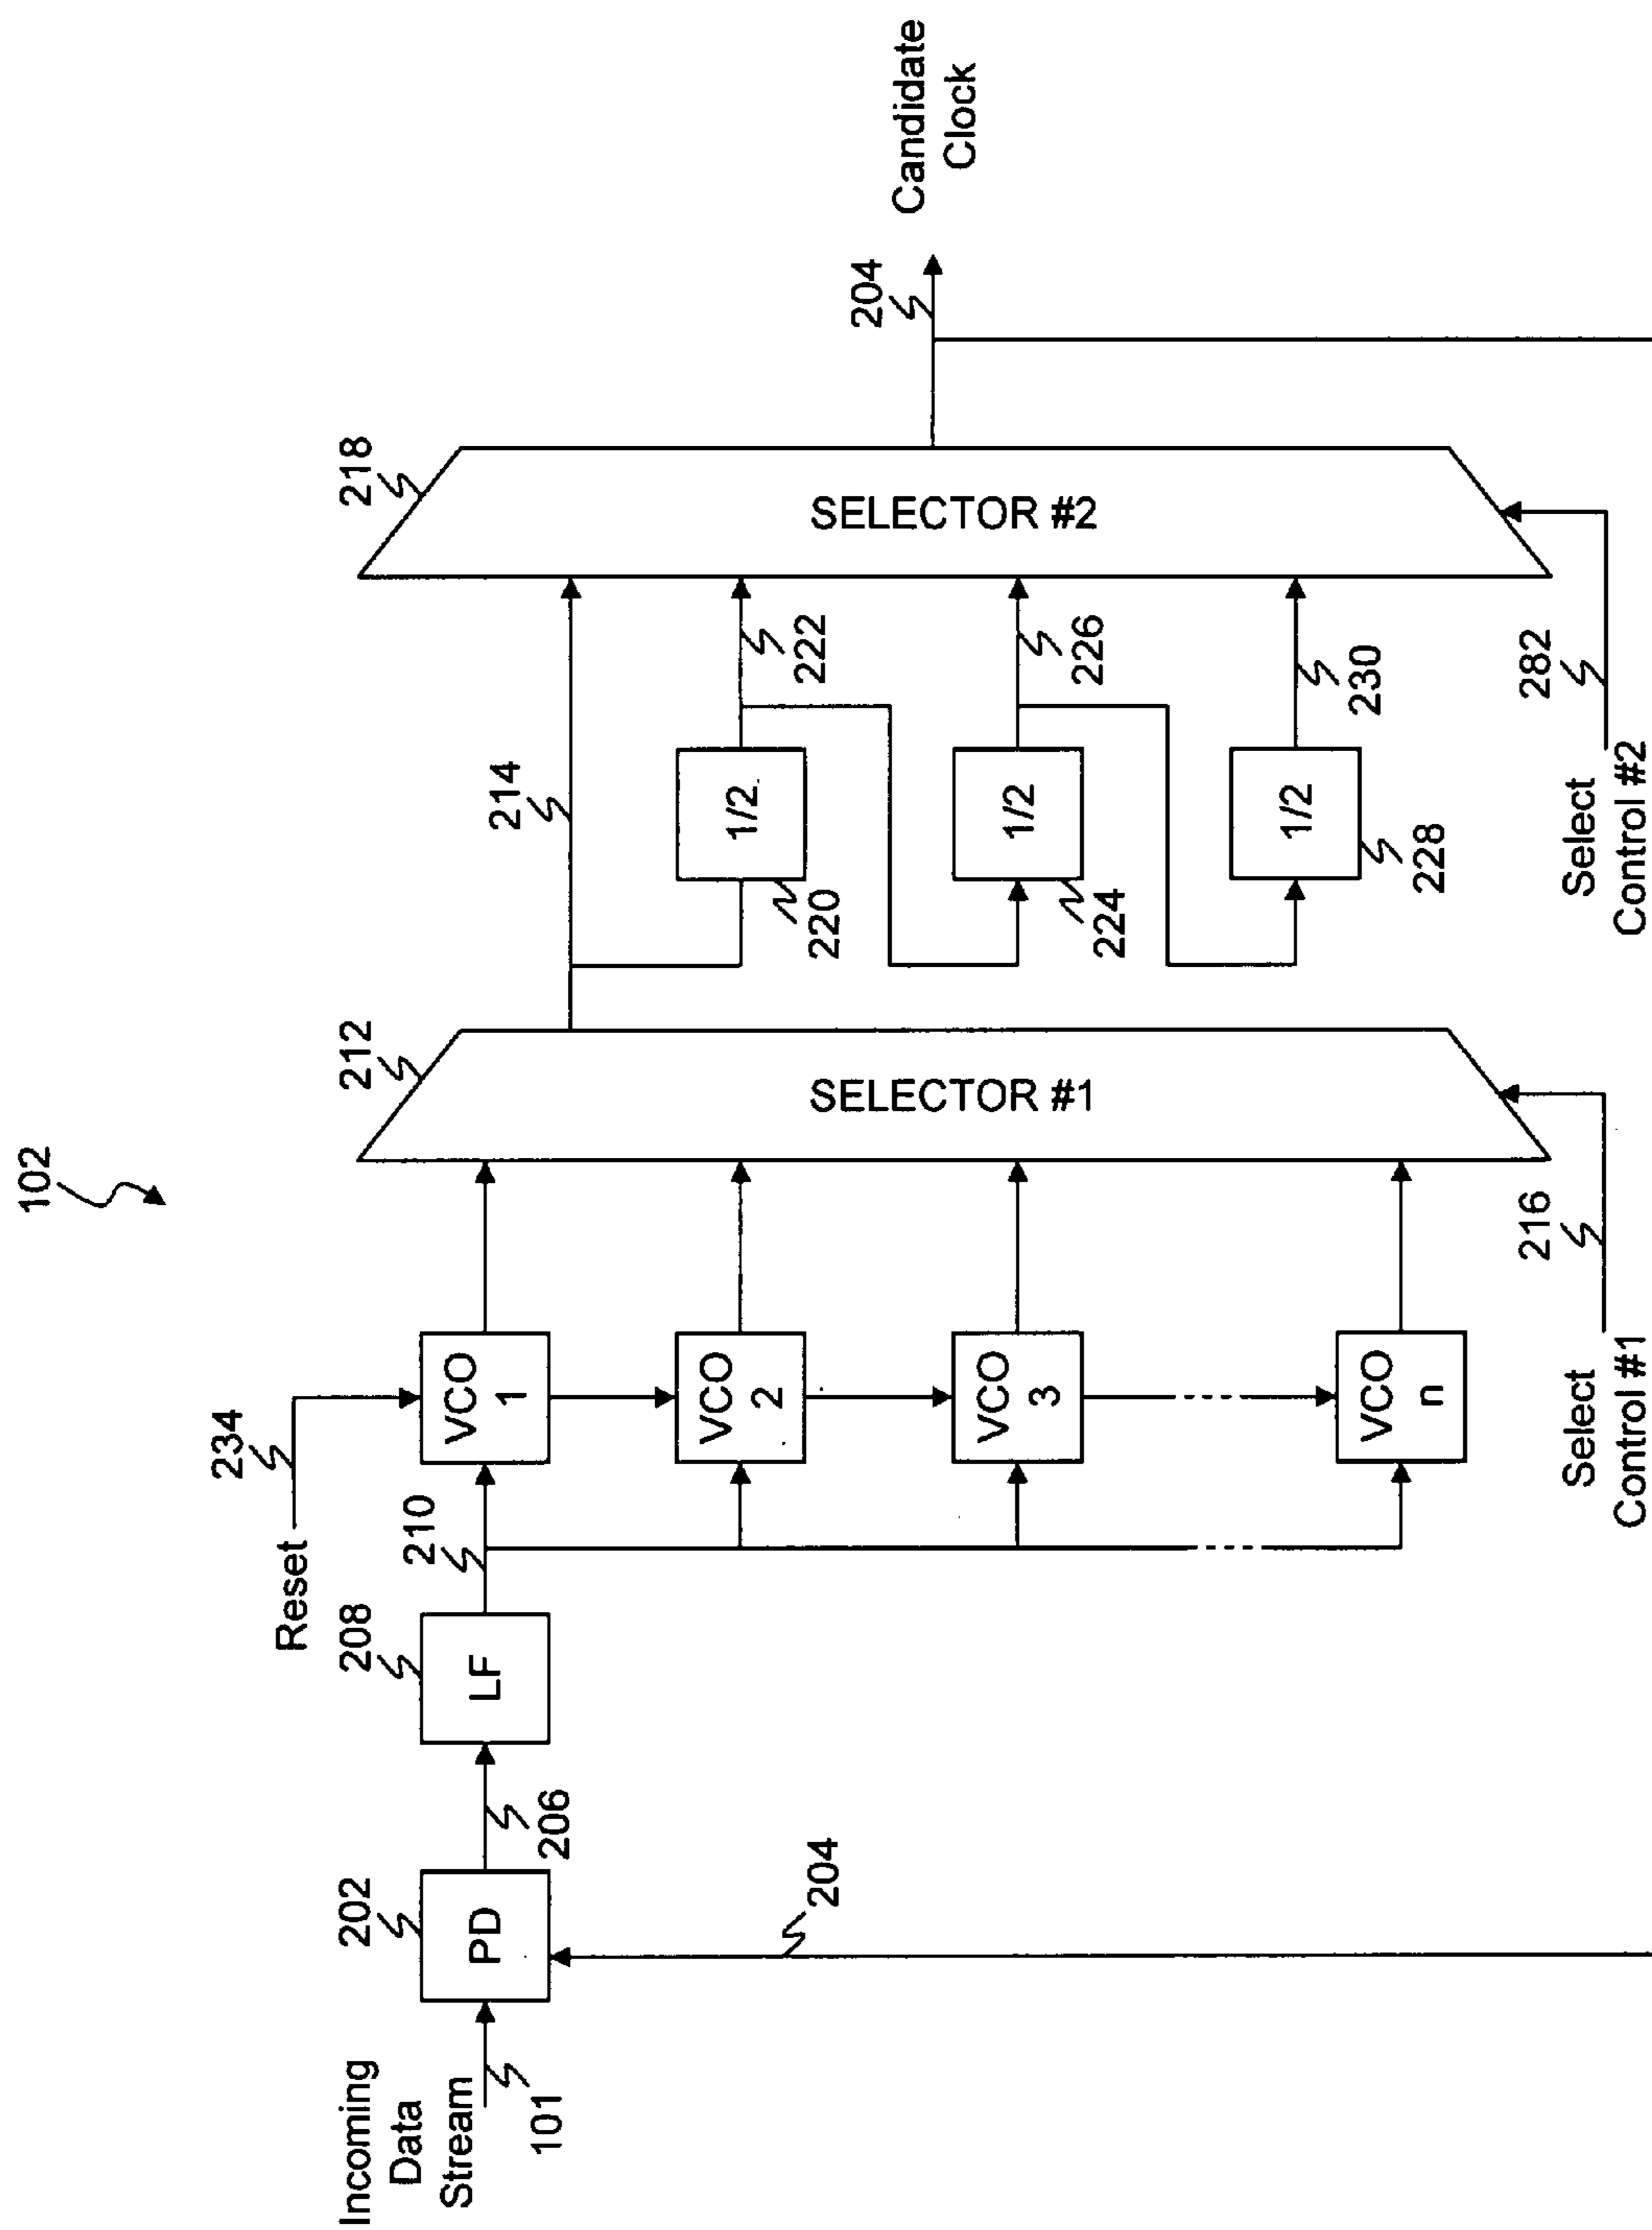 102
Incoming
Data
Stream
101
202
PD
206
208
LF
210
Reset
234
VCO
1
VCO
2
VCO
3
VCO
n
212
SELECTOR #1
216
Select
Control #1
214
1/2
220
222
1/2
224
226
1/2
228
230
218
SELECTOR #2
282
Select
Control #2
204
Candidate
Clock
204